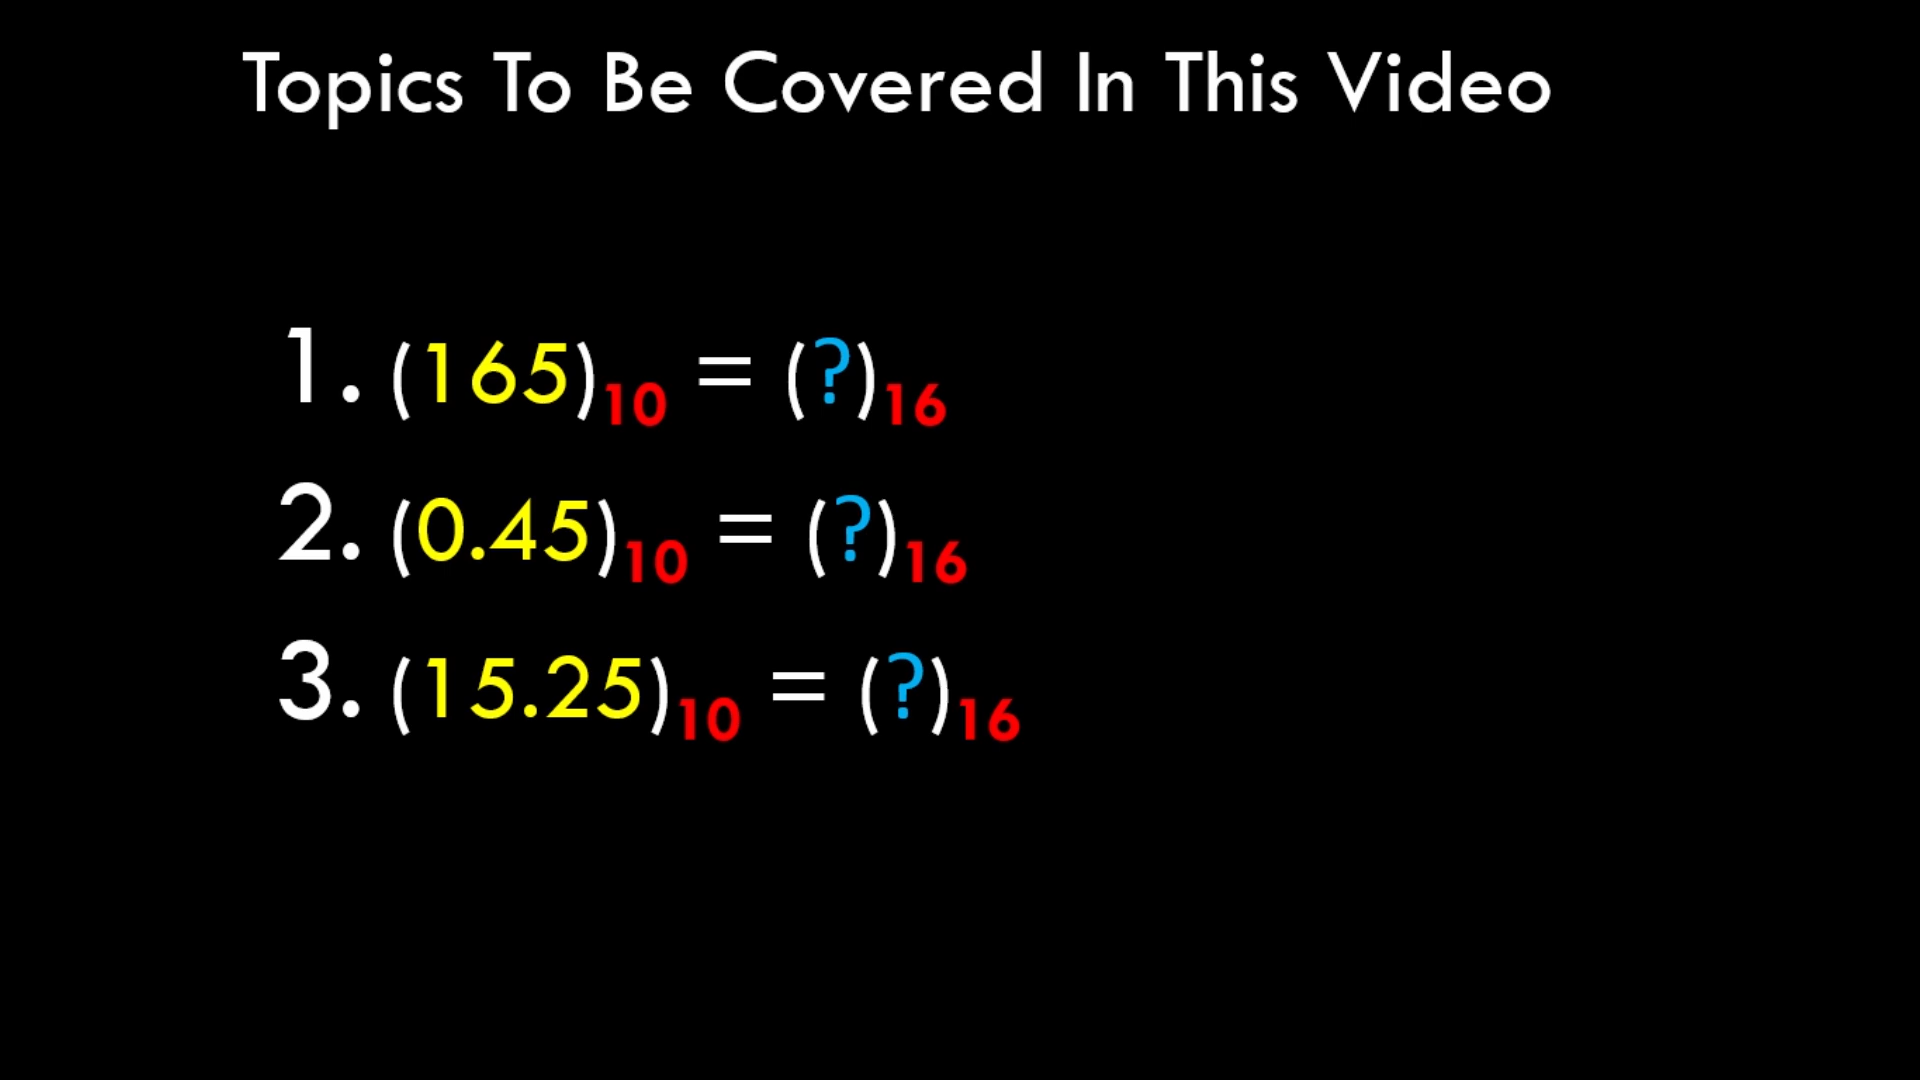 Topics To Be Covered In This Video
1. (165)₁₀ = (?)₁₆
2. (0.45)₁₀ = (?)₁₆
3. (15.25)₁₀ = (?)₁₆